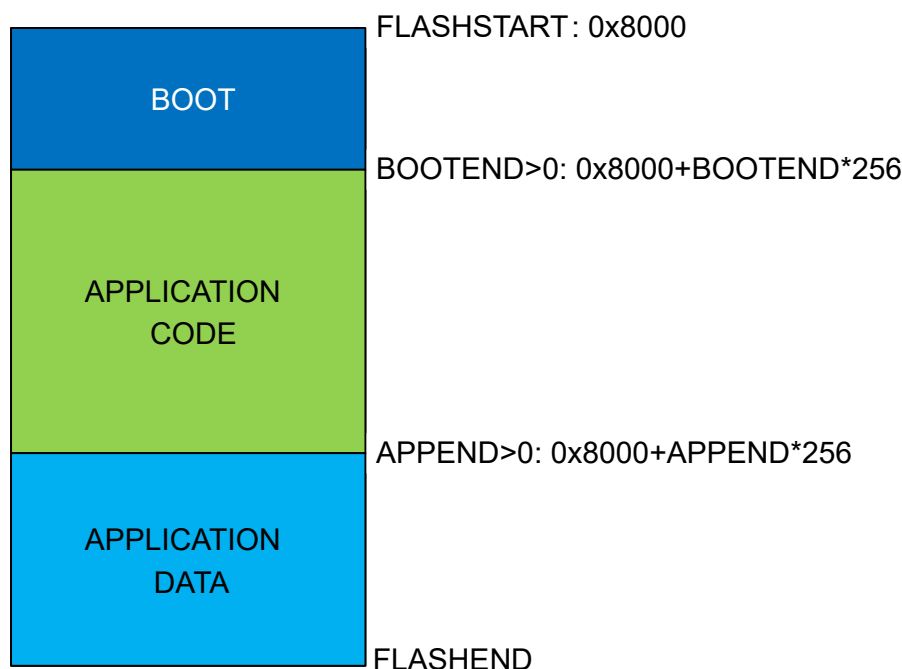 FLASHSTART: 0x8000
BOOT
BOOTEND>0: 0x8000+BOOTEND*256
APPLICATION
CODE
APPEND>0: 0x8000+APPEND*256
APPLICATION
DATA
FLASHEND